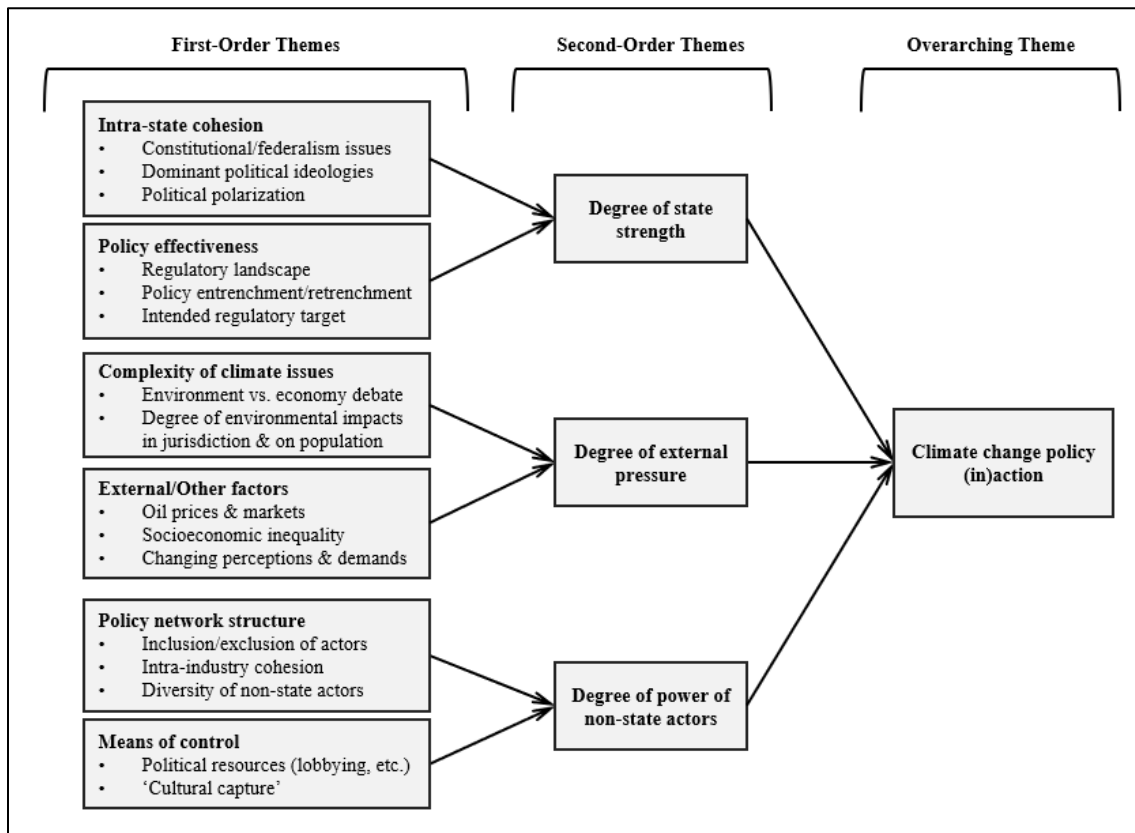 First-Order Themes
Second-Order Themes
Overarching Theme
Intra-state cohesion
• Constitutional/federalism issues
• Dominant political ideologies
• Political polarization
Policy effectiveness
• Regulatory landscape
• Policy entrenchment/retrenchment
• Intended regulatory target
Complexity of climate issues
• Environment vs. economy debate
• Degree of environmental impacts
in jurisdiction & on population
External/Other factors
• Oil prices & markets
• Socioeconomic inequality
• Changing perceptions & demands
Policy network structure
• Inclusion/exclusion of actors
• Intra-industry cohesion
• Diversity of non-state actors
Means of control
• Political resources (lobbying, etc.)
• ‘Cultural capture’
Degree of state
strength
Degree of external
pressure
Degree of power of
non-state actors
Climate change policy
(in)action